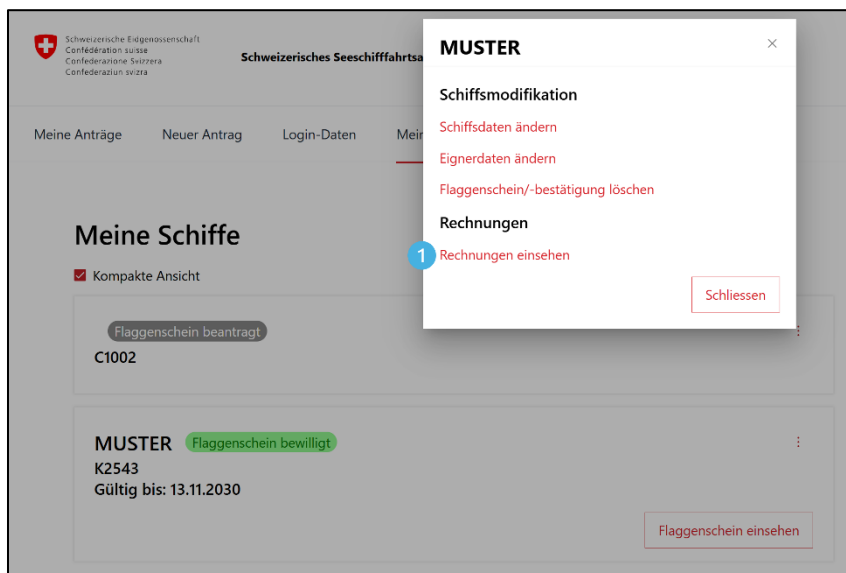 Schweizerische Eidgenossenschaft
Confédération suisse
Confederazione Svizzera
Confederaziun svizra
Schweizerisches Seeschifffahrtsa
Meine Anträge
Neuer Antrag
Login-Daten
Mein
Meine Schiffe
Kompakte Ansicht
Flaggenschein beantragt
C1002
MUSTER
Flaggenschein bewilligt
K2543
Gültig bis: 13.11.2030
Flaggenschein einsehen
MUSTER
Schiffsmodifikation
Schiffsdaten ändern
Eignerdaten ändern
Flaggenschein/-bestätigung löschen
Rechnungen
1 Rechnungen einsehen
Schliessen